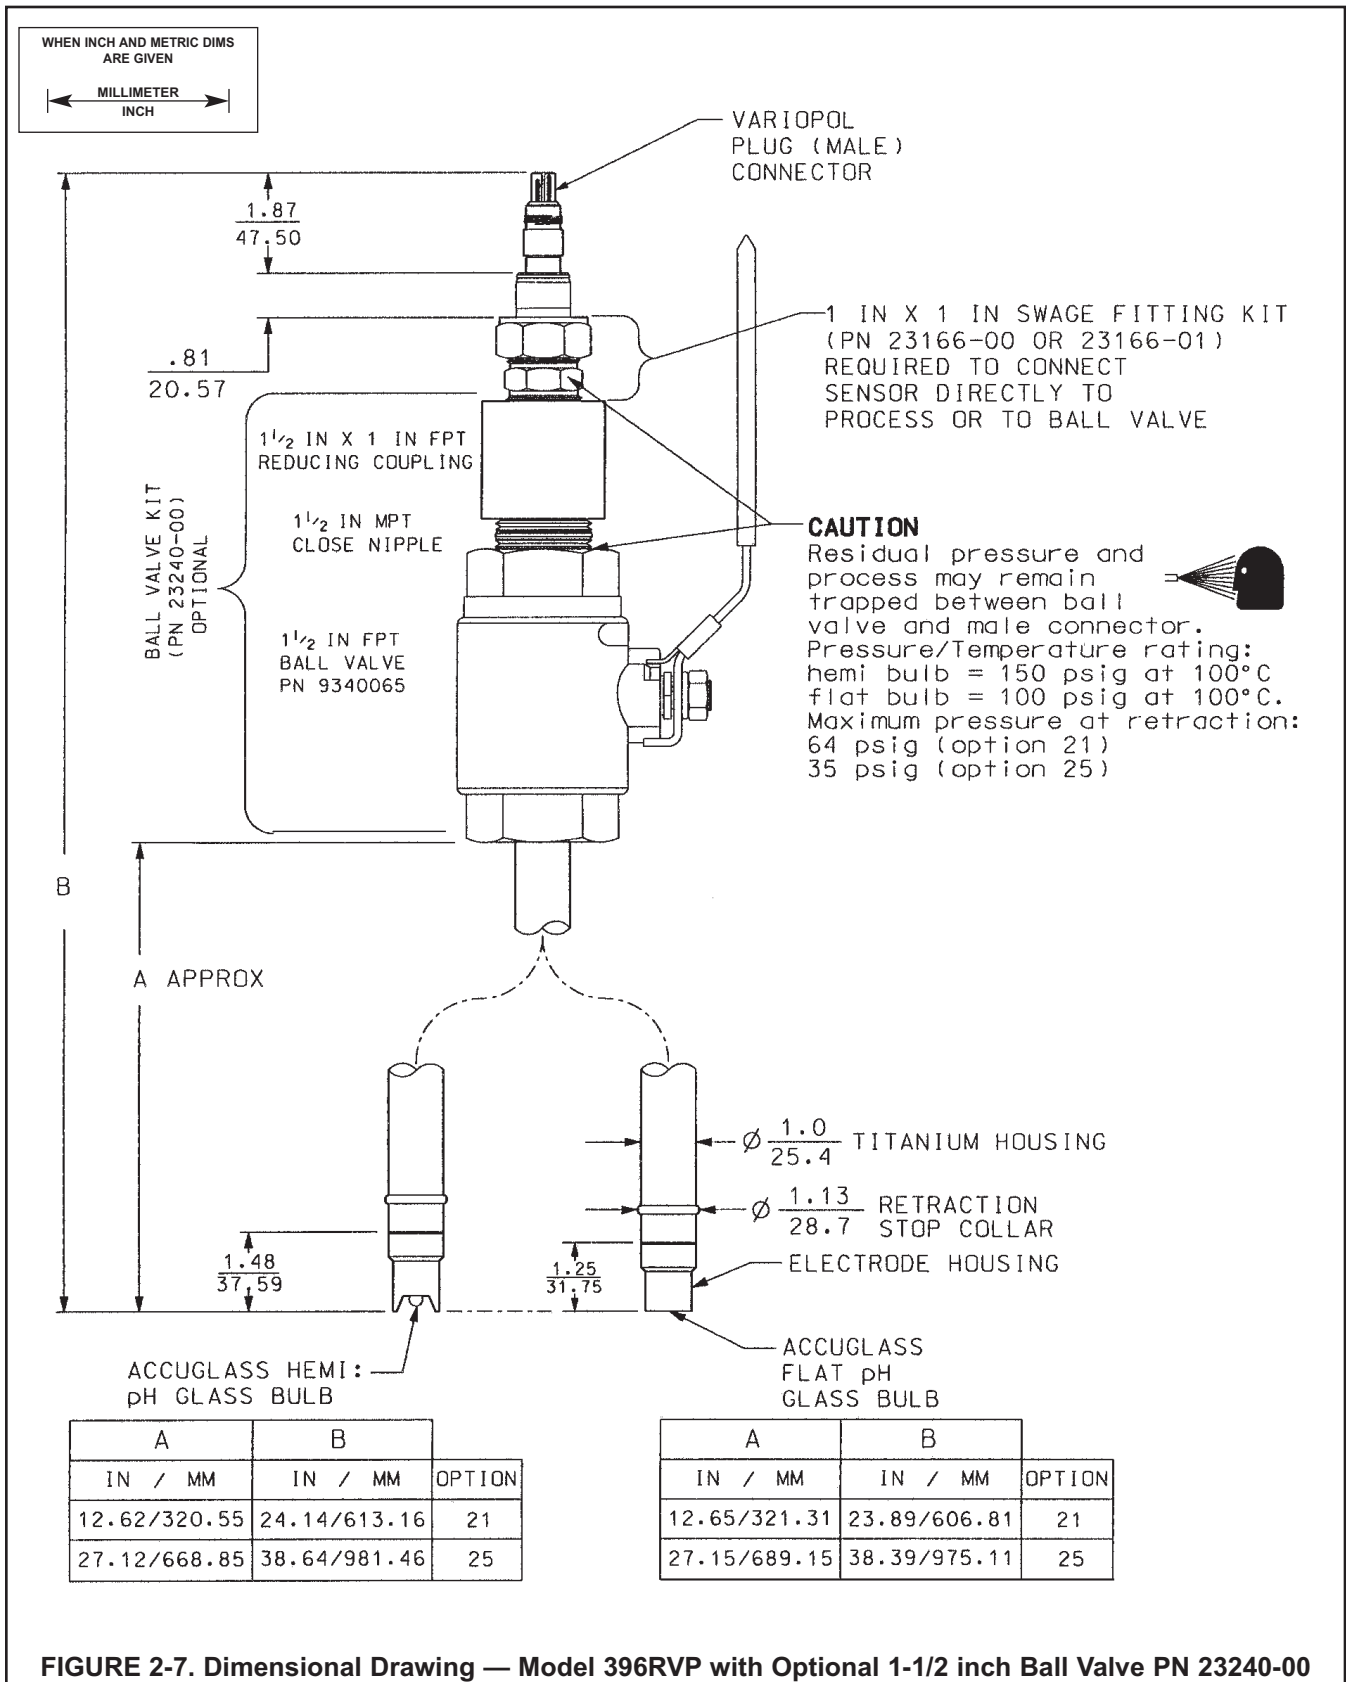 WHEN INCH AND METRIC DIMS
ARE GIVEN
MILLIMETER
INCH
VARIOPOL
PLUG (MALE)
CONNECTOR
1.87
47.50
.81
20.57
1 IN X 1 IN SWAGE FITTING KIT
(PN 23166-00 OR 23166-01)
REQUIRED TO CONNECT
SENSOR DIRECTLY TO
PROCESS OR TO BALL VALVE
1 1/2 IN X 1 IN FPT
REDUCING COUPLING
1 1/2 IN MPT
CLOSE NIPPLE
BALL VALVE KIT
(PN 23240-00)
OPTIONAL
1 1/2 IN FPT
BALL VALVE
PN 9340065
CAUTION
Residual pressure and
process may remain
trapped between ball
valve and male connector.
Pressure/Temperature rating:
hemi bulb = 150 psig at 100°C
flat bulb = 100 psig at 100°C.
Maximum pressure at retraction:
64 psig (option 21)
35 psig (option 25)
B
A APPROX
Ø 1.0 TITANIUM HOUSING
25.4
Ø 1.13 RETRACTION
28.7 STOP COLLAR
1.48
37.59
1.25
31.75
ELECTRODE HOUSING
ACCUGLASS HEMI:
pH GLASS BULB
ACCUGLASS
FLAT pH
GLASS BULB
A B
IN / MM IN / MM OPTION
12.62/320.55 24.14/613.16 21
27.12/668.85 38.64/981.46 25
A B
IN / MM IN / MM OPTION
12.65/321.31 23.89/606.81 21
27.15/689.15 38.39/975.11 25
FIGURE 2-7. Dimensional Drawing — Model 396RVP with Optional 1-1/2 inch Ball Valve PN 23240-00